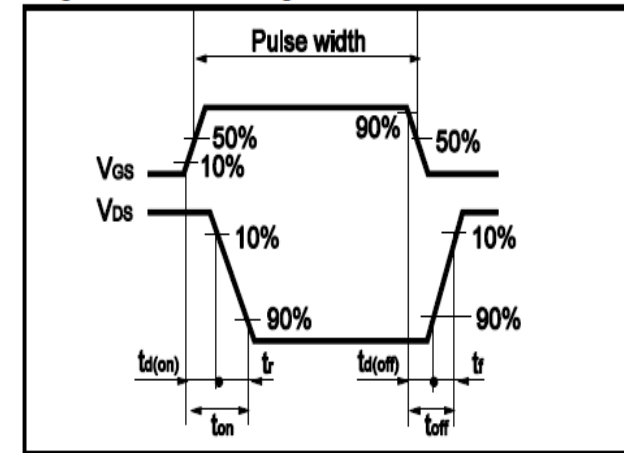 Pulse width
90%
50% 50%
VGS 10%
VDS
10% 10%
90% 90%
td(on) tr td(off) tf
ton toff